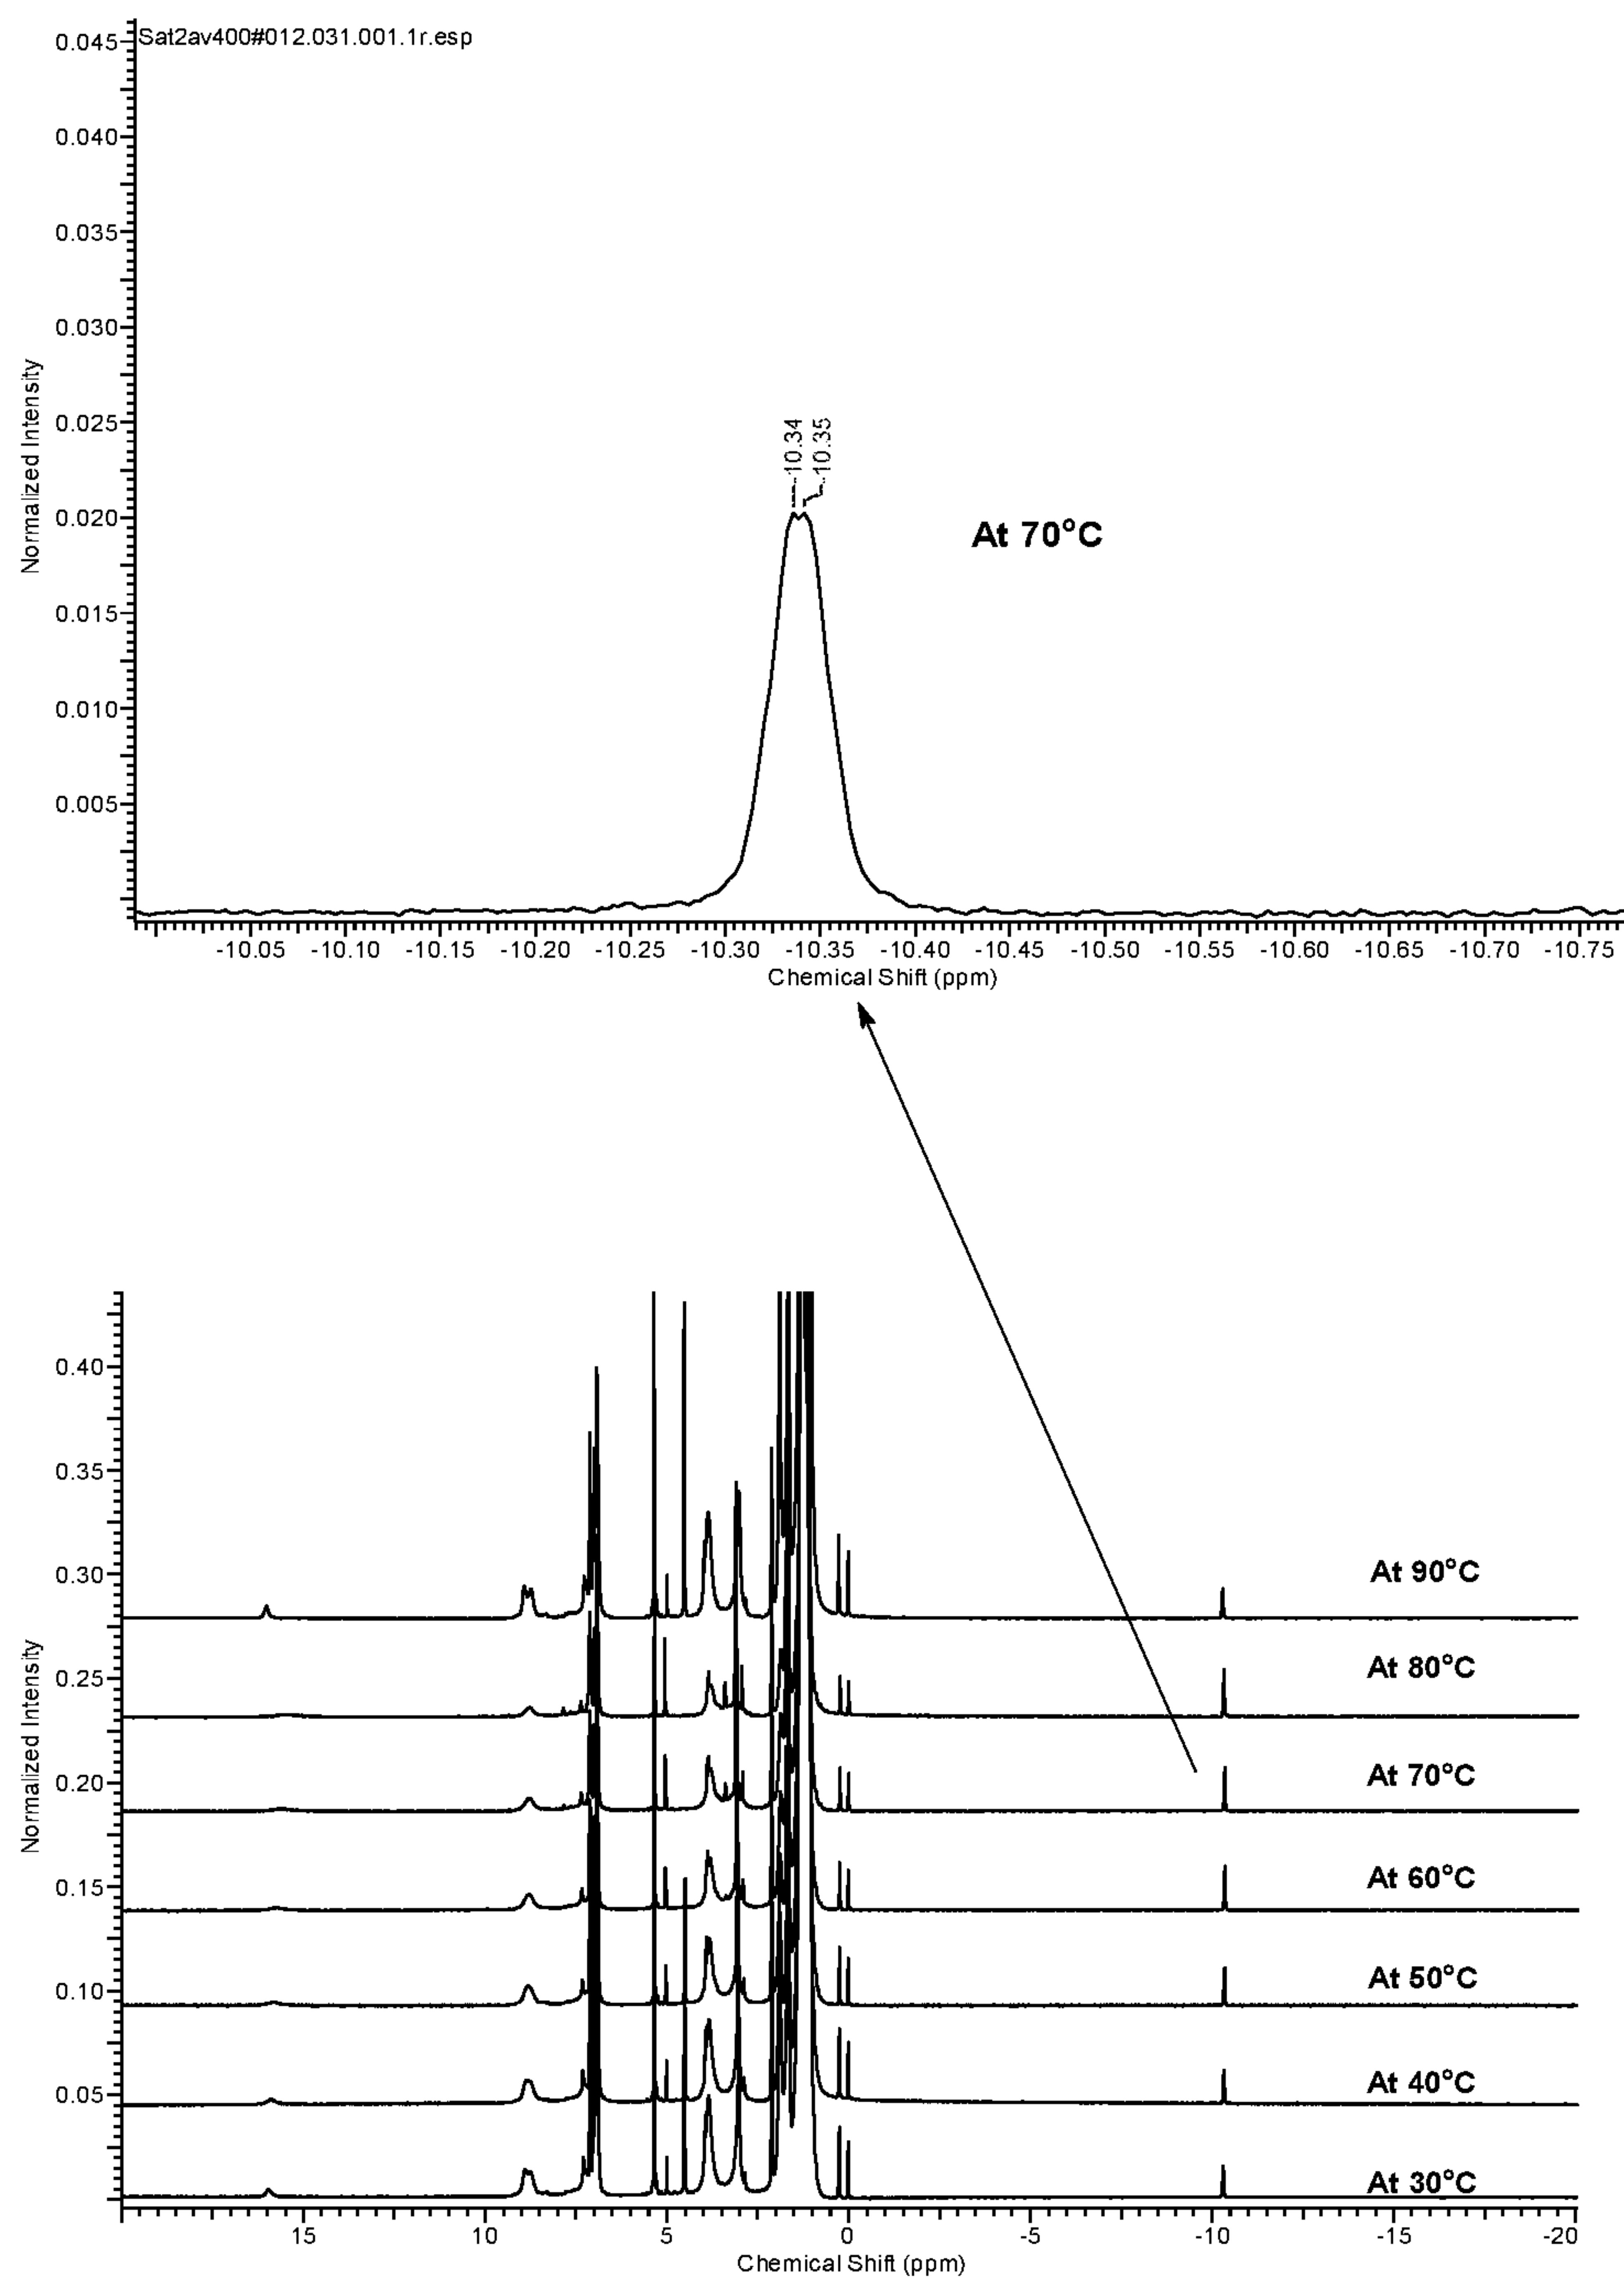 Sat2av400#012.031.001.1r.esp
0.045
0.040
0.035
0.030
0.025
0.020
0.015
0.010
0.005
Normalized Intensity
-10.34
-10.35
At 70°C
-10.05 -10.10 -10.15 -10.20 -10.25 -10.30 -10.35 -10.40 -10.45 -10.50 -10.55 -10.60 -10.65 -10.70 -10.75
Chemical Shift (ppm)
0.40
0.35
0.30
0.25
0.20
0.15
0.10
0.05
Normalized Intensity
At 90°C
At 80°C
At 70°C
At 60°C
At 50°C
At 40°C
At 30°C
15 10 5 0 -5 -10 -15 -20
Chemical Shift (ppm)